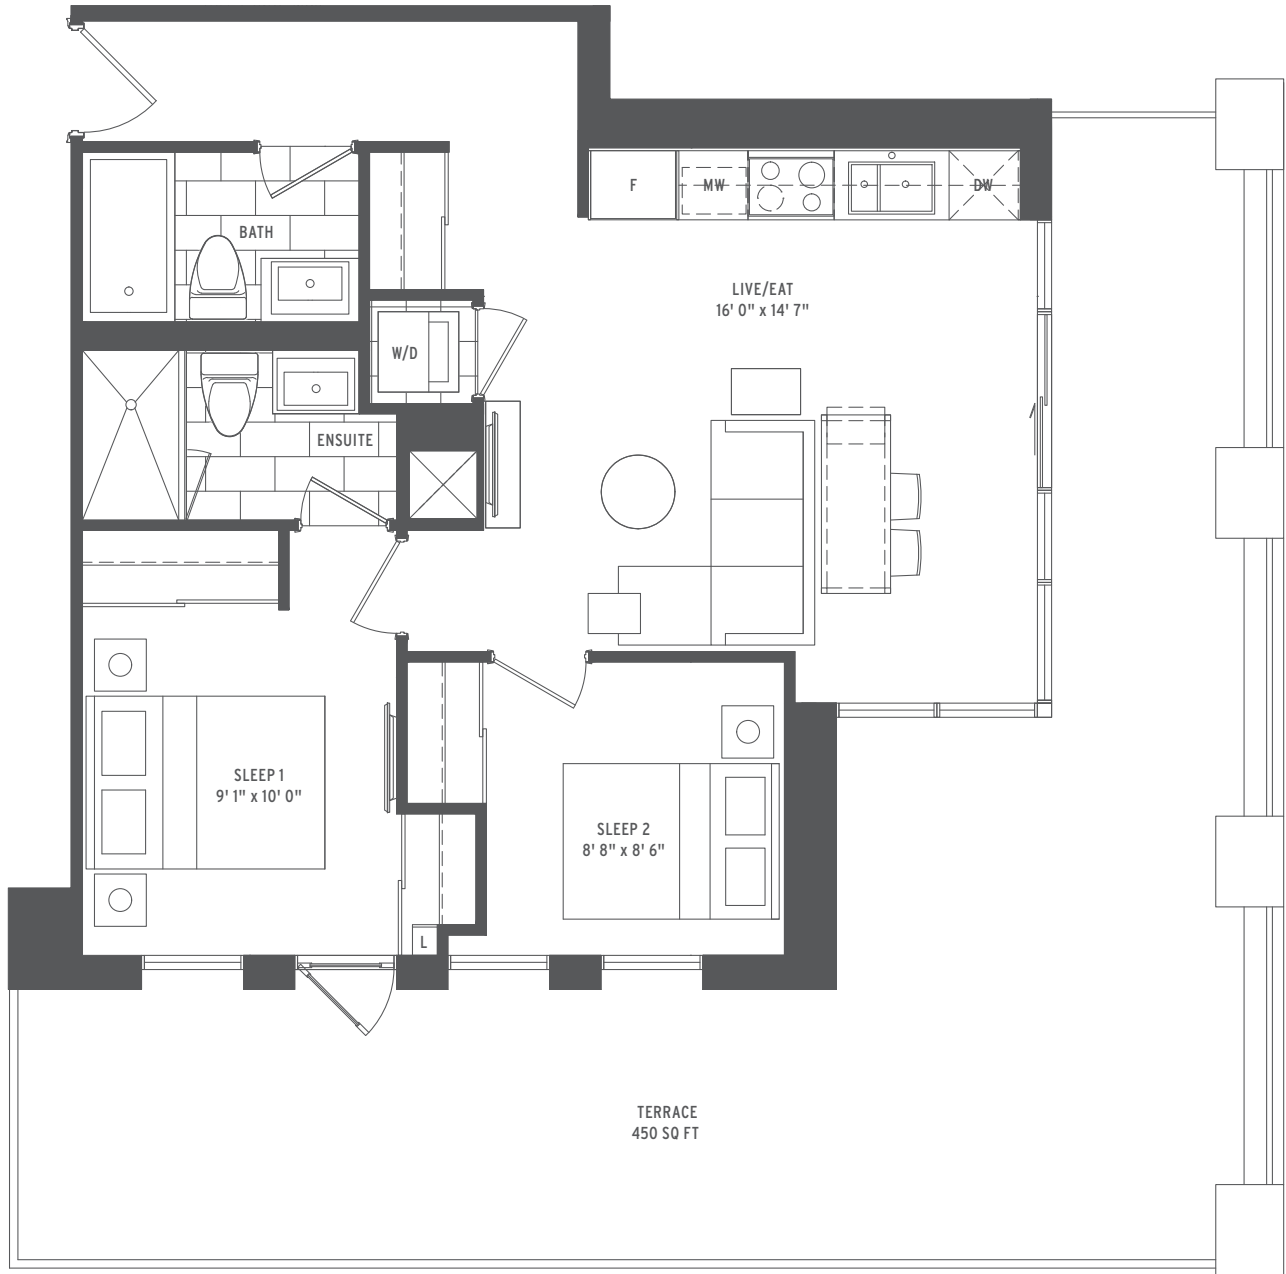 F
MW
DW
BATH
LIVE/EAT
16' 0" x 14' 7"
W/D
ENSUITE
SLEEP 1
9' 1" x 10' 0"
SLEEP 2
8' 8" x 8' 6"
L
TERRACE
450 SQ FT